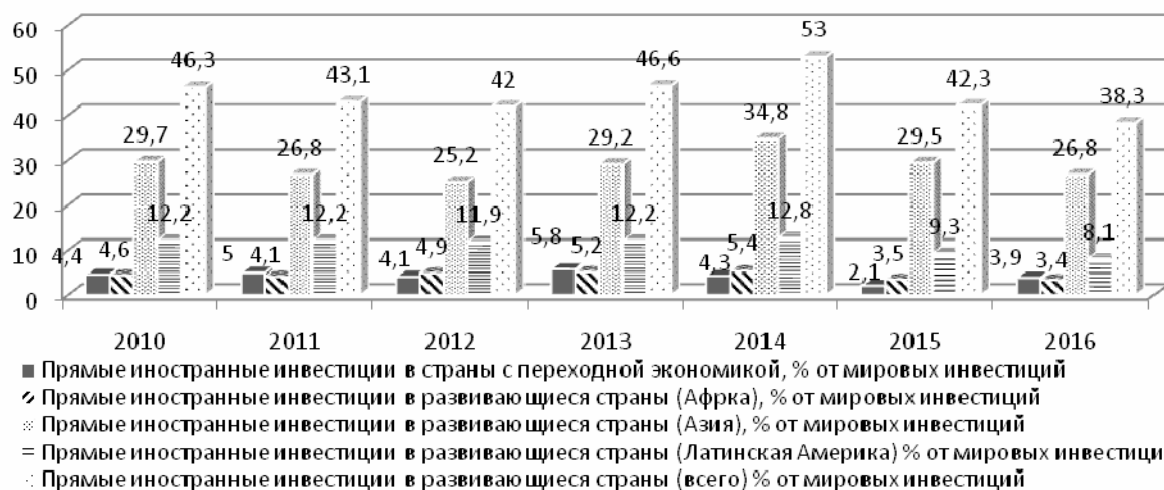 60
50
40
30
20
10
0
4,4 4,6 29,7 12,2 46,3
5 4,1 26,8 12,2 43,1
4,1 4,9 25,2 11,9 42
5,8 5,2 29,2 12,2 46,6
4,3 5,4 34,8 12,8 53
2,1 3,5 29,5 9,3 42,3
3,9 3,4 26,8 8,1 38,3
2010 2011 2012 2013 2014 2015 2016
Прямые иностранные инвестиции в страны с переходной экономикой, % от мировых инвестиций
Прямые иностранные инвестиции в развивающиеся страны (Афрка), % от мировых инвестиций
Прямые иностранные инвестиции в развивающиеся страны (Азия), % от мировых инвестиций
Прямые иностранные инвестиции в развивающиеся страны (Латинская Америка) % от мировых инвестици
Прямые иностранные инвестиции в развивающиеся страны (всего) % от мировых инвестиций